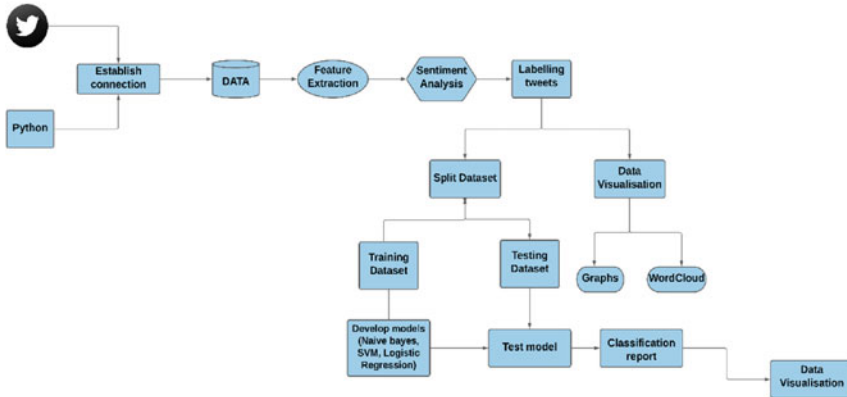 Establish
connection
Python
DATA
Feature
Extraction
Sentiment
Analysis
Labelling
tweets
Split Dataset
Data
Visualisation
Training
Dataset
Testing
Dataset
Graphs
WordCloud
Develop models
(Naive bayes,
SVM, Logistic
Regression)
Test model
Classification
report
Data
Visualisation